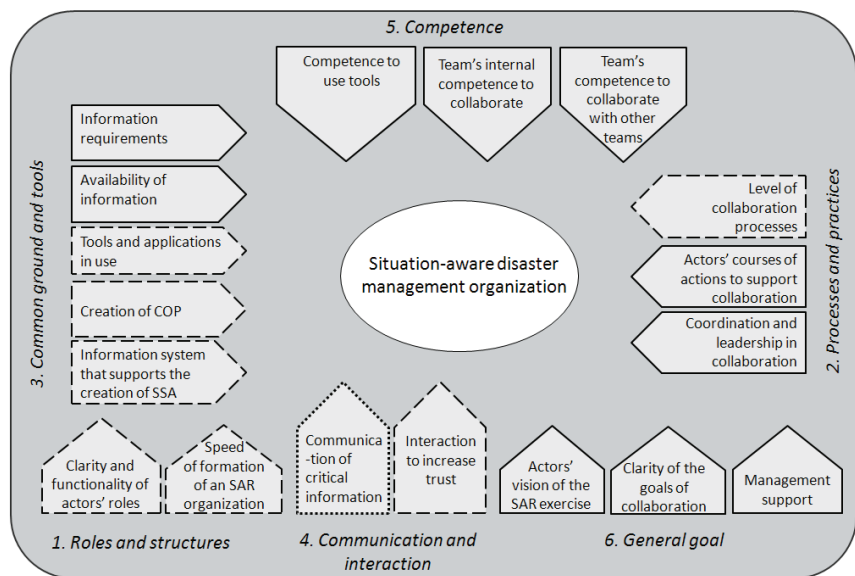 5. Competence
Competence to
use tools
Team's internal
competence to
collaborate
Team's
competence to
collaborate
with other
teams
3. Common ground and tools
Information
requirements
Availability of
information
Tools and applications
in use
Creation of COP
Information system
that supports the
creation of SSA
Situation-aware disaster
management organization
Level of
collaboration
processes
Actors' courses of
actions to support
collaboration
Coordination and
leadership in
collaboration
2. Processes and practices
Clarity and
functionality of
actors' roles
Speed
of formation
of an SAR
organization
Communica
-tion of
critical
information
Interaction
to increase
trust
Actors'
vision of the
SAR exercise
Clarity of the
goals of
collaboration
Management
support
1. Roles and structures
4. Communication and
interaction
6. General goal